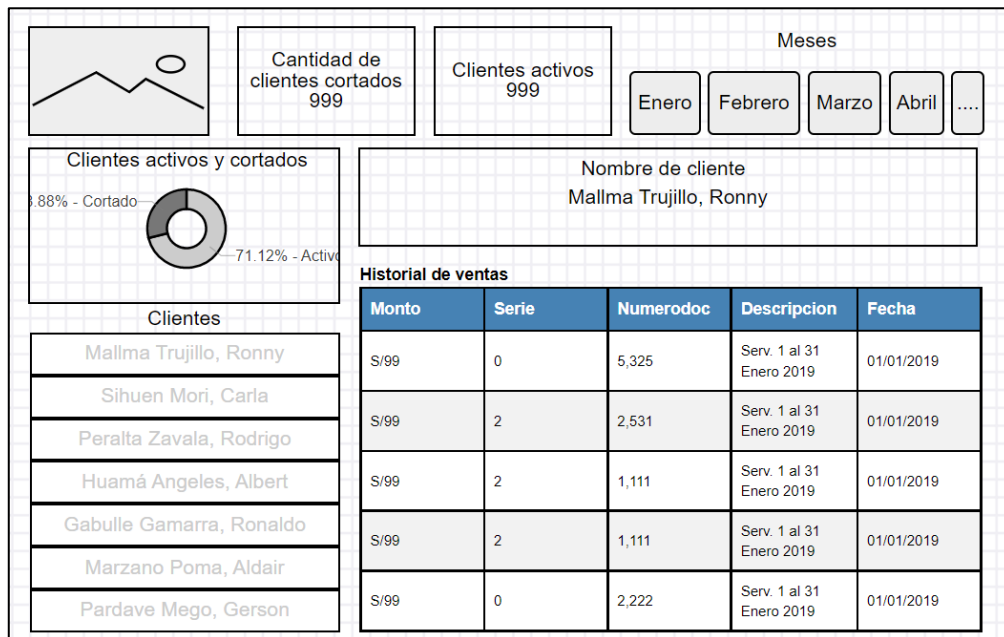 Cantidad de
clientes cortados
999
Clientes activos
999
Meses
Enero Febrero Marzo Abril ....
Clientes activos y cortados
.88% - Cortado
71.12% - Activo
Nombre de cliente
Mallma Trujillo, Ronny
Clientes
Mallma Trujillo, Ronny
Sihuen Mori, Carla
Peralta Zavala, Rodrigo
Huamá Angeles, Albert
Gabulle Gamarra, Ronaldo
Marzano Poma, Aldair
Pardave Mego, Gerson
Historial de ventas
Monto Serie Numerodoc Descripcion Fecha
S/99 0 5,325 Serv. 1 al 31 Enero 2019 01/01/2019
S/99 2 2,531 Serv. 1 al 31 Enero 2019 01/01/2019
S/99 2 1,111 Serv. 1 al 31 Enero 2019 01/01/2019
S/99 2 1,111 Serv. 1 al 31 Enero 2019 01/01/2019
S/99 0 2,222 Serv. 1 al 31 Enero 2019 01/01/2019